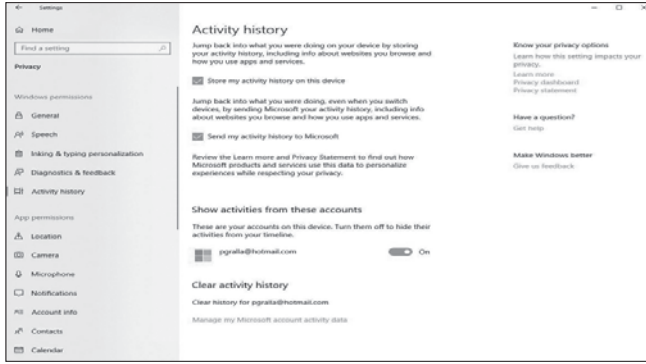 Settings
Home
Find a setting
Privacy
Windows permissions
General
Speech
Inking & typing personalization
Diagnostics & feedback
Activity history
App permissions
Location
Camera
Microphone
Notifications
Account info
Contacts
Calendar
Activity history
Jump back into what you were doing on your device by storing
your activity history, including info about websites you browse and
how you use apps and services.
Store my activity history on this device
Jump back into what you were doing, even when you switch
devices, by sending Microsoft your activity history, including info
about websites you browse and how you use apps and services.
Send my activity history to Microsoft
Review the Learn more and Privacy Statement to find out how
Microsoft products and services use this data to personalize
experiences while respecting your privacy.
Show activities from these accounts
These are your accounts on this device. Turn them off to hide their
activities from your timeline.
pgralla@hotmail.com
On
Clear activity history
Clear history for pgralla@hotmail.com
Manage my Microsoft account activity data
Know your privacy options
Learn how this setting impacts your
privacy.
Learn more
Privacy dashboard
Privacy statement
Have a question?
Get help
Make Windows better
Give us feedback